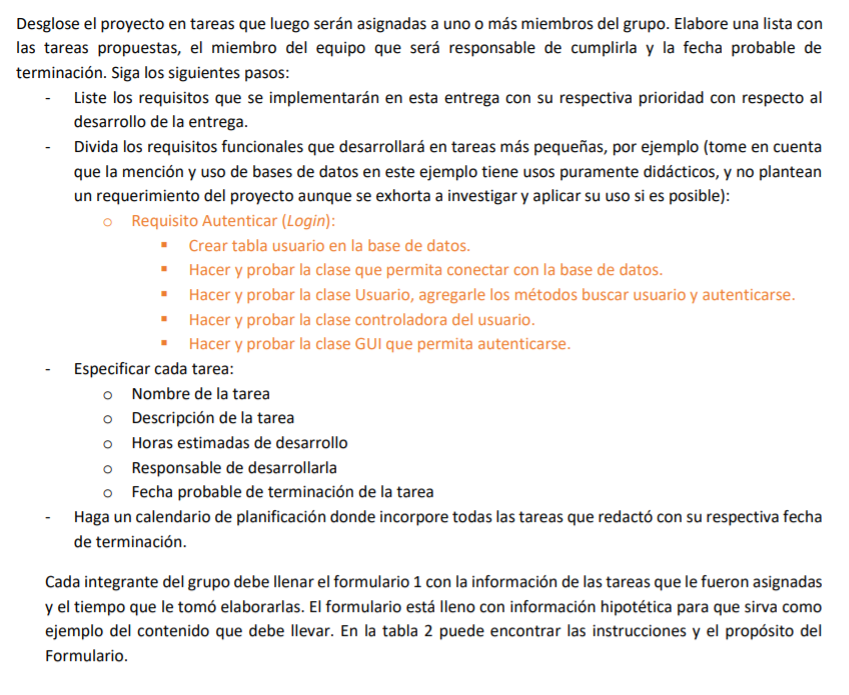 Desglose el proyecto en tareas que luego serán asignadas a uno o más miembros del grupo. Elabore una lista con
las tareas propuestas, el miembro del equipo que será responsable de cumplirla y la fecha probable de
terminación. Siga los siguientes pasos:
- Liste los requisitos que se implementarán en esta entrega con su respectiva prioridad con respecto al
desarrollo de la entrega.
- Divida los requisitos funcionales que desarrollará en tareas más pequeñas, por ejemplo (tome en cuenta
que la mención y uso de bases de datos en este ejemplo tiene usos puramente didácticos, y no plantean
un requerimiento del proyecto aunque se exhorta a investigar y aplicar su uso si es posible):
o Requisito Autenticar (Login):
▪ Crear tabla usuario en la base de datos.
▪ Hacer y probar la clase que permita conectar con la base de datos.
▪ Hacer y probar la clase Usuario, agregarle los métodos buscar usuario y autenticarse.
▪ Hacer y probar la clase controladora del usuario.
▪ Hacer y probar la clase GUI que permita autenticarse.
- Especificar cada tarea:
o Nombre de la tarea
o Descripción de la tarea
o Horas estimadas de desarrollo
o Responsable de desarrollarla
o Fecha probable de terminación de la tarea
- Haga un calendario de planificación donde incorpore todas las tareas que redactó con su respectiva fecha
de terminación.
Cada integrante del grupo debe llenar el formulario 1 con la información de las tareas que le fueron asignadas
y el tiempo que le tomó elaborarlas. El formulario está lleno con información hipotética para que sirva como
ejemplo del contenido que debe llevar. En la tabla 2 puede encontrar las instrucciones y el propósito del
Formulario.